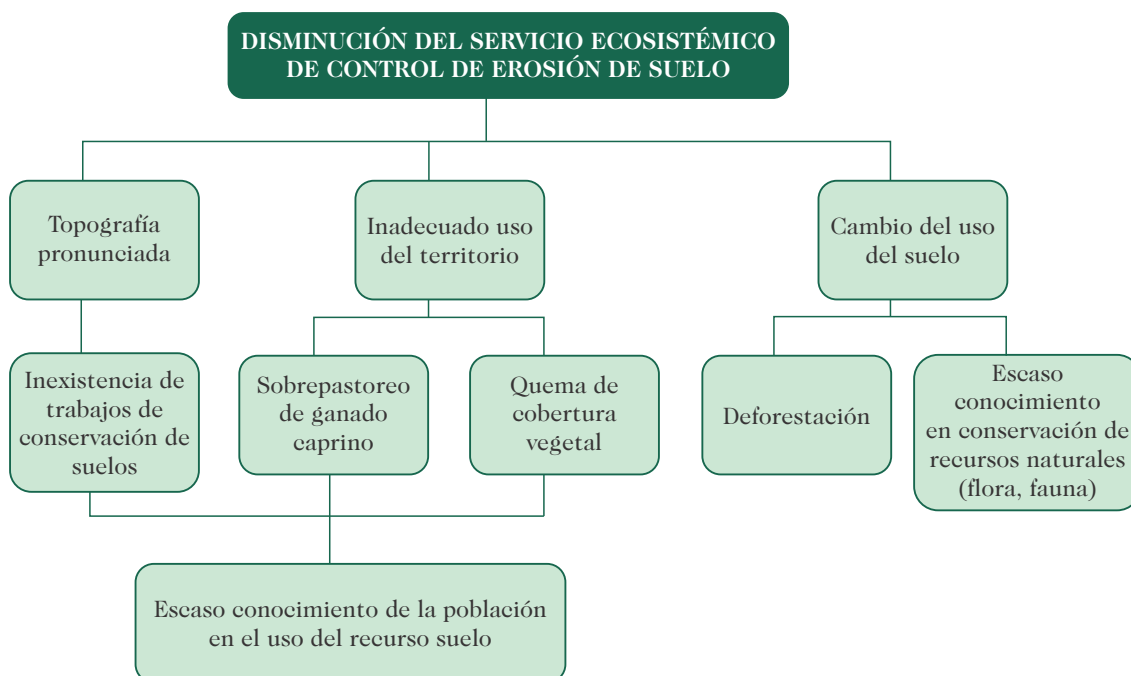 DISMINUCIÓN DEL SERVICIO ECOSISTÉMICO
DE CONTROL DE EROSIÓN DE SUELO
Topografía
pronunciada
Inadecuado uso
del territorio
Cambio del uso
del suelo
Inexistencia de
trabajos de
conservación de
suelos
Sobrepastoreo
de ganado
caprino
Quema de
cobertura
vegetal
Deforestación
Escaso
conocimiento
en conservación de
recursos naturales
(flora, fauna)
Escaso conocimiento de la población
en el uso del recurso suelo